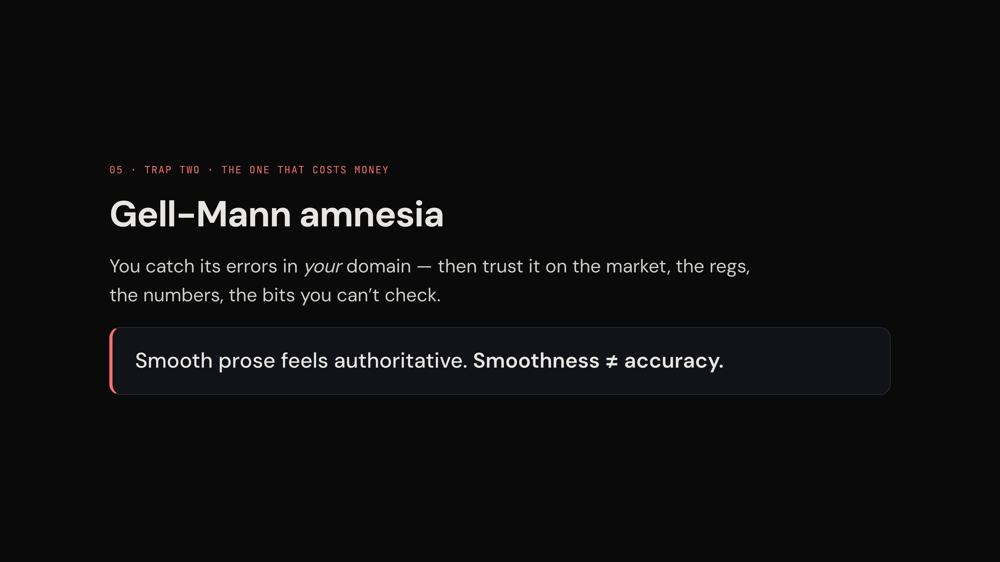 05 · TRAP TWO · THE ONE THAT COSTS MONEY
Gell–Mann amnesia
You catch its errors in your domain — then trust it on the market, the regs,
the numbers, the bits you can’t check.
Smooth prose feels authoritative. Smoothness ≠ accuracy.